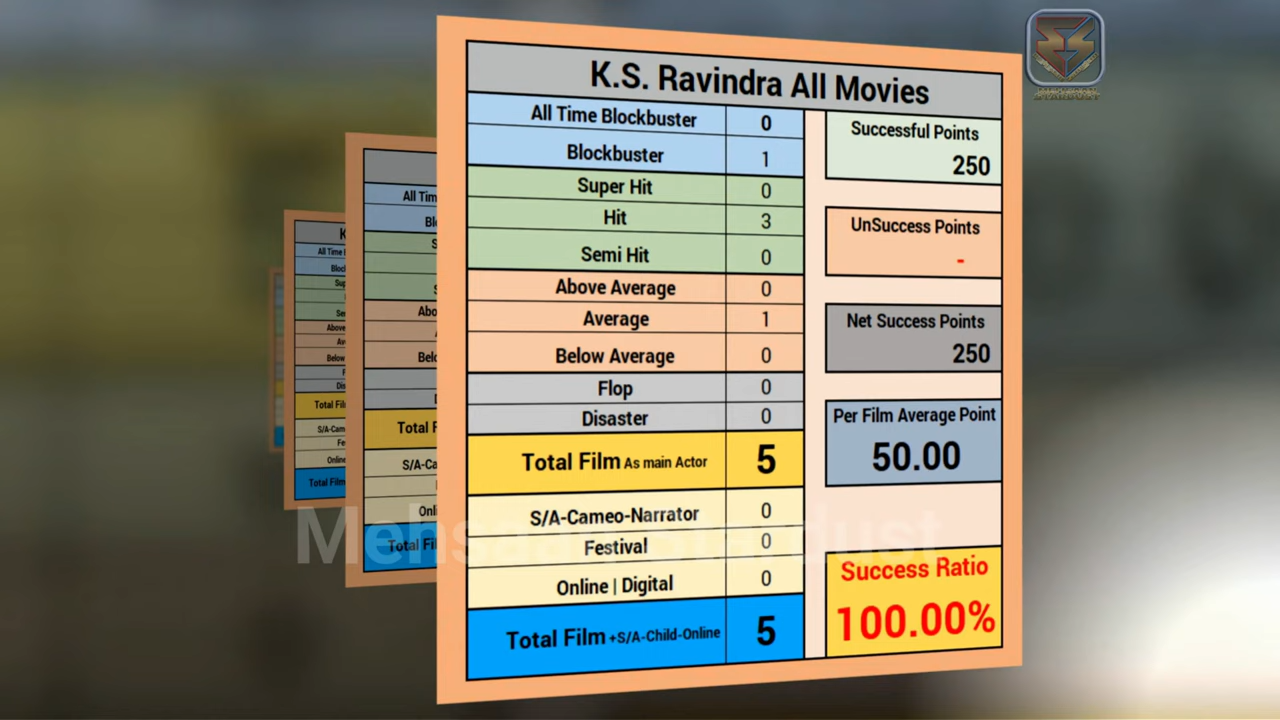 K.S. Ravindra All Movies
All Time Blockbuster 0
Blockbuster 1
Super Hit 0
Hit 3
Semi Hit 0
Above Average 0
Average 1
Below Average 0
Flop 0
Disaster 0
Total Film As main Actor 5
S/A-Cameo-Narrator 0
Festival 0
Online | Digital 0
Total Film +S/A-Child-Online 5
Successful Points
250
UnSuccess Points
-
Net Success Points
250
Per Film Average Point
50.00
Success Ratio
100.00%